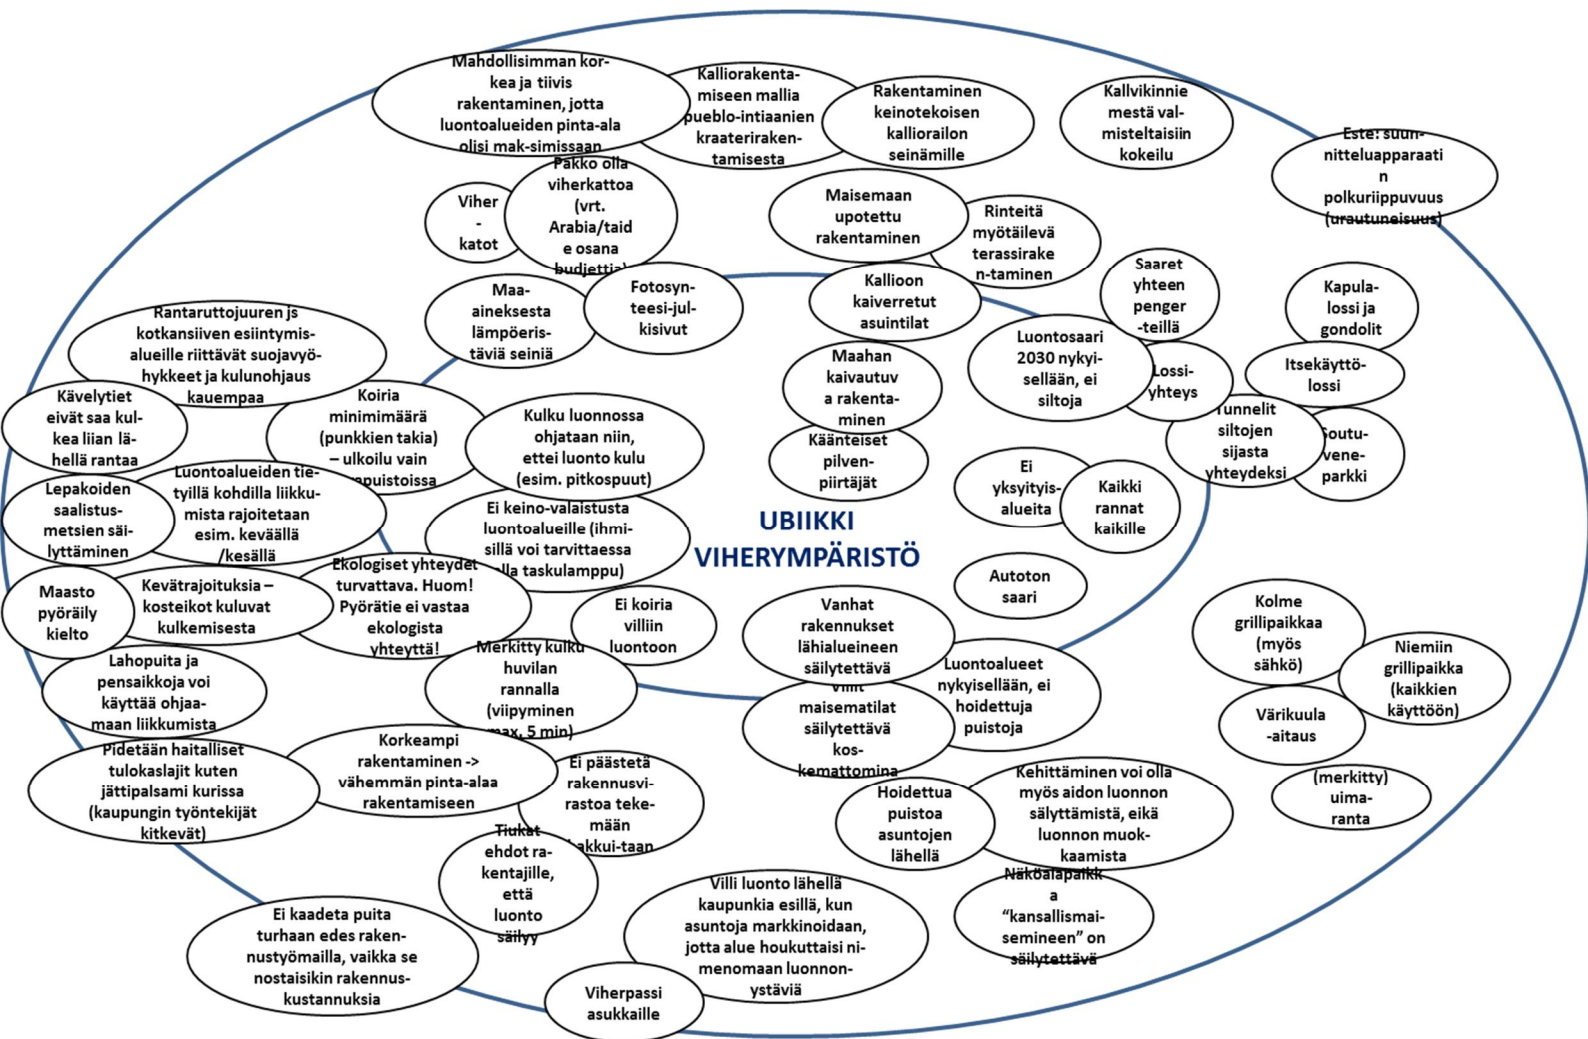 Mahdollisimman kor-
kea ja tiivis
rakentaminen, jotta
luontoalueiden pinta-ala
olisi mak-simissaan
Kalliorakenta-
miseen mallia
pueblo-intiaanien
kraateriraken-
tamisesta
Rakentaminen
keinotekoisen
kalliorailon
seinämille
Kallvikinnie
mestä val-
misteltaisiin
kokeilu
Este: suun-
nitteluapparaati
n
polkuriippuvuus
(urautuneisuus)
Viher
-
katot
Pakko olla
viherkattoa
(vrt.
Arabia/taid
e osana
budjettia)
Maisemaan
upotettu
rakentaminen
Rinteitä
myötäilevä
terassirake
n-taminen
Maa-
aineksesta
lämpöeris-
täviä seiniä
Fotosyn-
teesi-jul-
kisivut
Kallioon
kaiverretut
asuintilat
Saaret
yhteen
penger
-teillä
Kapula-
lossi ja
gondolit
Rantaruttojuuren js
kotkansiiven esiintymis-
alueille riittävät suojavyö-
hykkeet ja kulunohjaus
kauempaa
Luontosaari
2030 nykyi-
sellään, ei
siltoja
Maahan
kaivautuv
a rakenta-
minen
Lossi-
yhteys
Itsekäyttö-
lossi
Kävelytiet
eivät saa kul-
kea liian lä-
hellä rantaa
Koiria
minimimäärä
(punkkien takia)
– ulkoilu vain
apuistoissa
Kulku luonnossa
ohjataan niin,
ettei luonto kulu
(esim. pitkospuut)
Käänteiset
pilven-
piirtäjät
Tunnelit
siltojen
sijasta
yhteydeksi
Soutu-
vene-
parkki
Lepakoiden
saalistus-
metsien säi-
lyttäminen
Luontoalueiden tie-
tyillä kohdilla liikku-
mista rajoitetaan
esim. keväällä
/kesällä
Ei keino-valaistusta
luontoalueille (ihmi-
sillä voi tarvittaessa
olla taskulamppu)
Ei
yksyityis-
alueita
Kaikki
rannat
kaikille
UBIIKKI
VIHERYMPÄRISTÖ
Maasto
pyöräily
kielto
Kevätrajoituksia –
kosteikot kuluvat
kulkemisesta
Ekologiset yhteydet
turvattava. Huom!
Pyörätie ei vastaa
ekologista
yhteyttä!
Ei koiria
villiin
luontoon
Autoton
saari
Vanhat
rakennukset
lähialueineen
säilytettävä
Kolme
grillipaikkaa
(myös
sähkö)
Niemiin
grillipaikka
(kaikkien
käyttöön)
Lahopuita ja
pensaikkoja voi
käyttää ohjaa-
maan liikkumista
Merkitty kulku
huvilan
rannalla
(viipyminen
max. 5 min)
Villit
maisematilat
säilytettävä
kos-
kemattomina
Luontoalueet
nykyisellään, ei
hoidettuja
puistoja
Värikuula
-aitaus
Pidetään haitalliset
tulokaslajit kuten
jättipalsami kurissa
(kaupungin työntekijät
kitkevät)
Korkeampi
rakentaminen ->
vähemmän pinta-alaa
rakentamiseen
Ei päästetä
rakennusvi-
rastoa teke-
mään
hakkui-taan
Hoidettua
puistoa
asuntojen
lähellä
Kehittäminen voi olla
myös aidon luonnon
sälyttämistä, eikä
luonnon muok-
kaamista
(merkitty)
uima-
ranta
Tiukat
ehdot ra-
kentajille,
että
luonto
säilyy
Ei kaadeta puita
turhaan edes raken-
nustyömailla, vaikka se
nostaisikin rakennus-
kustannuksia
Villi luonto lähellä
kaupunkia esillä, kun
asuntoja markkinoidaan,
jotta alue houkuttaisi ni-
menomaan luonnon-
ystäviä
Näköalapaikk
a
“kansallismai-
semineen” on
säilytettävä
Viherpassi
asukkaille